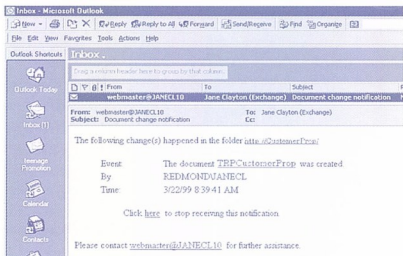 Inbox - Microsoft Outlook
New Reply Reply to All Forward Send/Receive Find Organize
File Edit View Favorites Tools Actions Help
Outlook Shortcuts Inbox .
Drag a column header here to group by that column.
! From To Subject
webmaster@JANECL10 Jane Clayton (Exchange) Document change notification
From: webmaster@JANECL10 To: Jane Clayton (Exchange)
Subject: Document change notification Cc:
Outlook Today
Inbox (1)
Teenage
Promotion
Calendar
Contacts
The following change(s) happened in the folder http://CustomerProp/
Event: The document TRPCustomerProp was created.
By REDMOND\JANECL
Time: 3/22/99 8:39:41 AM
Click here to stop receiving this notification.
Please contact webmaster@JANECL10 for further assistance.